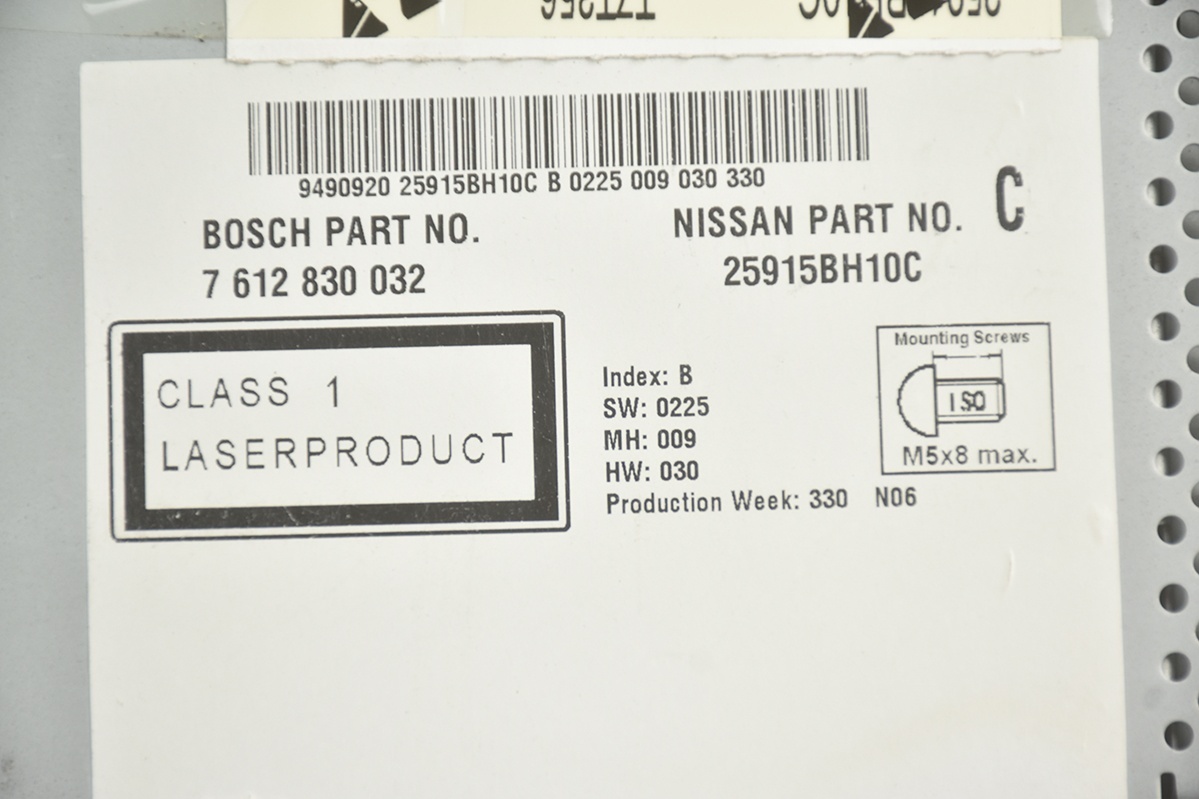 9490920 25915BH10C B 0225 009 030 330
BOSCH PART NO.
7 612 830 032
NISSAN PART NO. C
25915BH10C
CLASS 1
LASERPRODUCT
Index: B
SW: 0225
MH: 009
HW: 030
Production Week: 330 N06
Mounting Screws
ISO
M5x8 max.